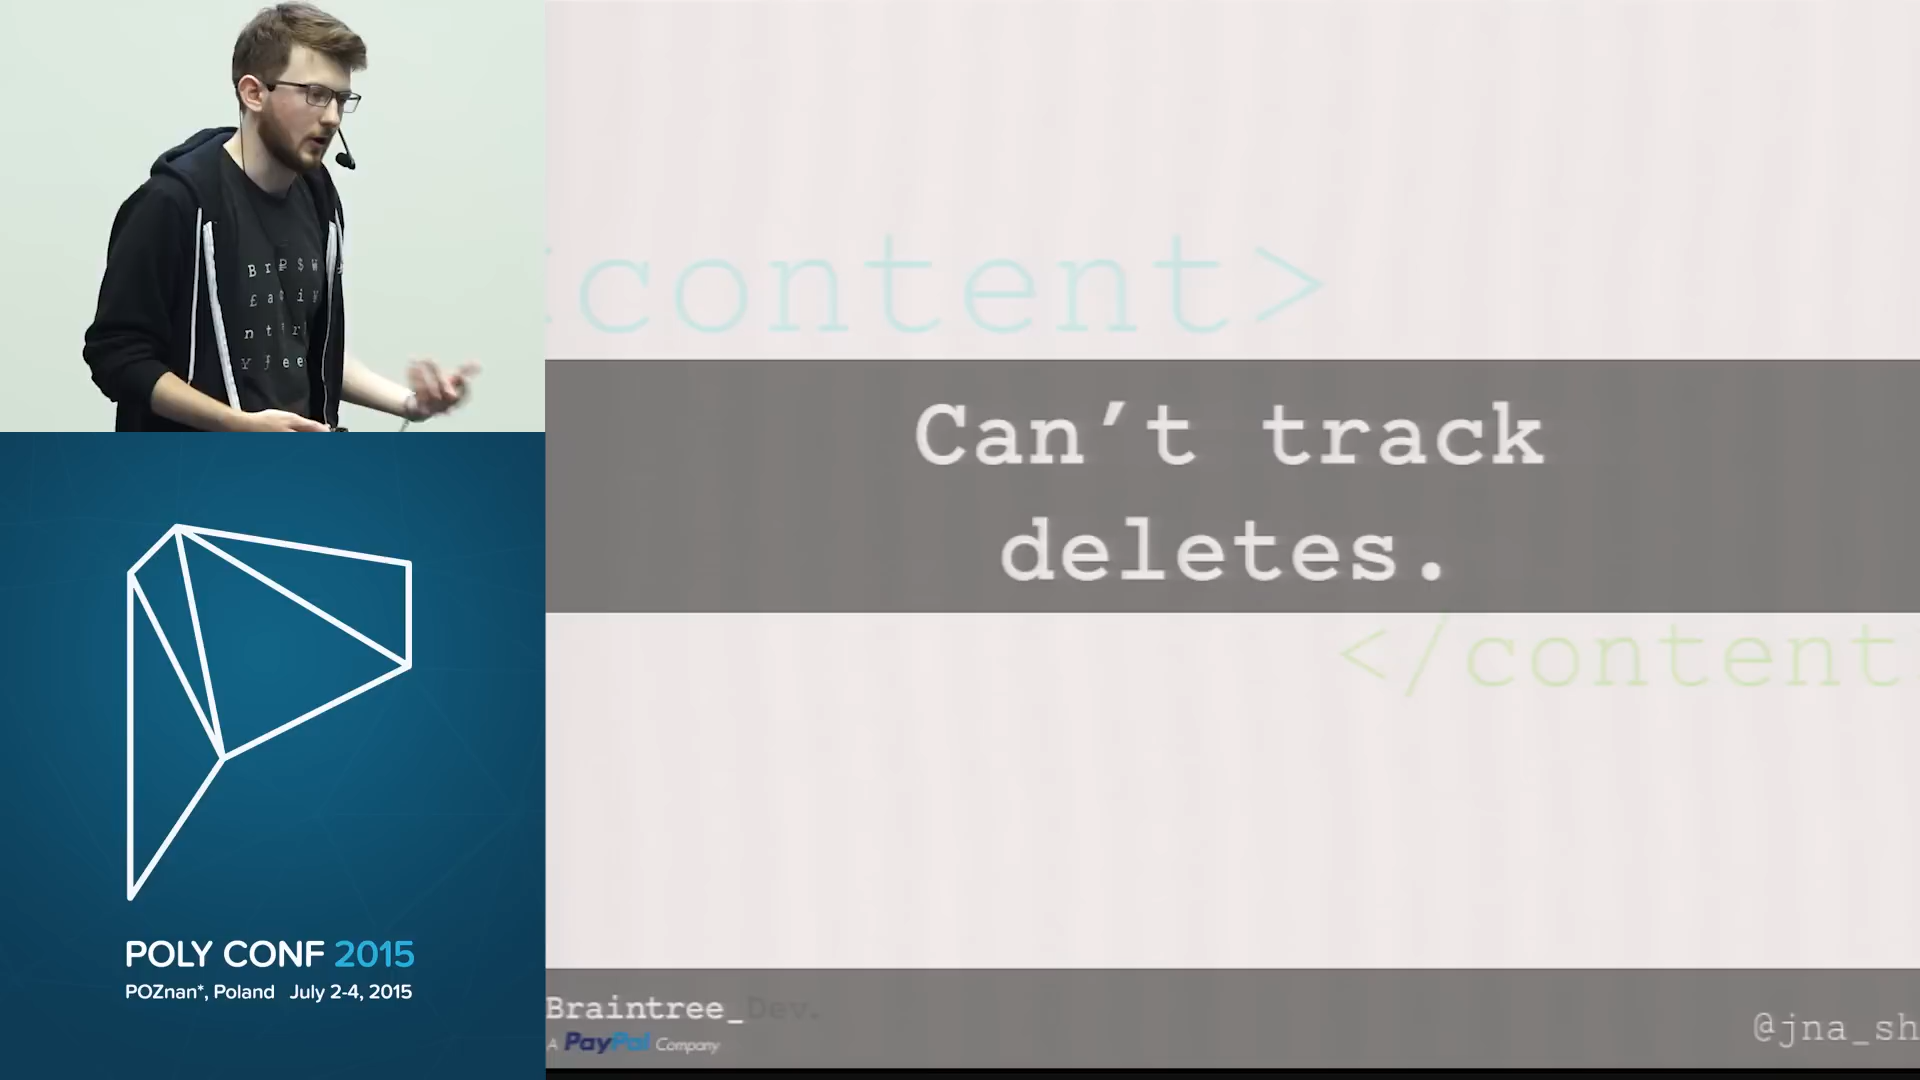 <content>
Can't track
deletes.
</content>
Braintree_Dev.
A PayPal Company
@jna_sh
POLY CONF 2015
POZnan*, Poland July 2-4, 2015